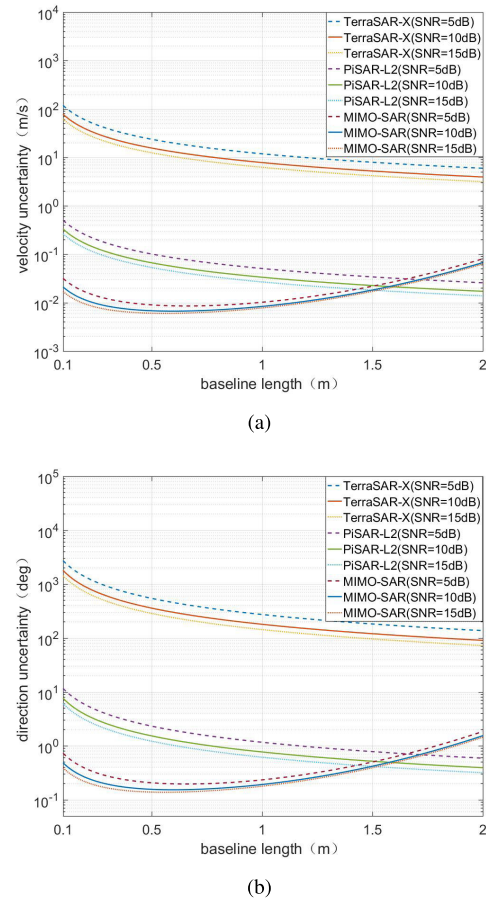 10^4
10^3
10^2
10^1
10^0
10^-1
10^-2
10^-3
velocity uncertainty（m/s）
TerraSAR-X(SNR=5dB)
TerraSAR-X(SNR=10dB)
TerraSAR-X(SNR=15dB)
PiSAR-L2(SNR=5dB)
PiSAR-L2(SNR=10dB)
PiSAR-L2(SNR=15dB)
MIMO-SAR(SNR=5dB)
MIMO-SAR(SNR=10dB)
MIMO-SAR(SNR=15dB)
0.1 0.5 1 1.5 2
baseline length（m）
(a)
10^5
10^4
10^3
10^2
10^1
10^0
10^-1
direction uncertainty（deg）
TerraSAR-X(SNR=5dB)
TerraSAR-X(SNR=10dB)
TerraSAR-X(SNR=15dB)
PiSAR-L2(SNR=5dB)
PiSAR-L2(SNR=10dB)
PiSAR-L2(SNR=15dB)
MIMO-SAR(SNR=5dB)
MIMO-SAR(SNR=10dB)
MIMO-SAR(SNR=15dB)
0.1 0.5 1 1.5 2
baseline length（m）
(b)